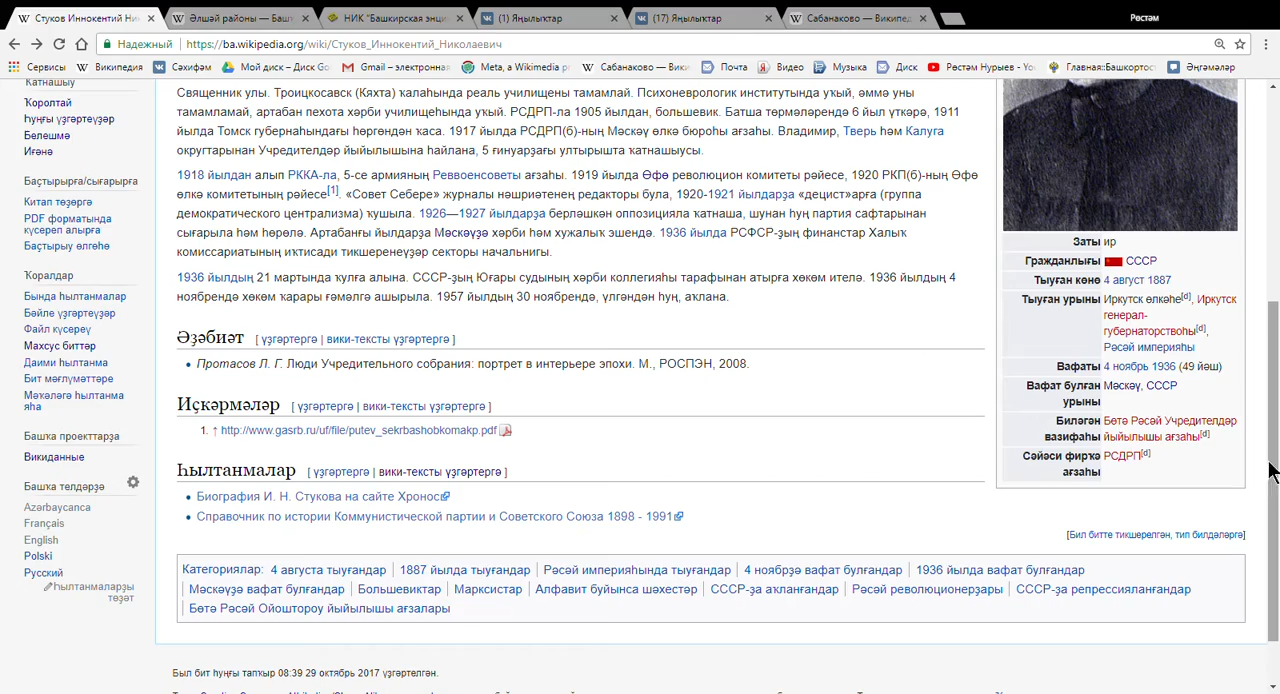 Стуков Иннокентий Ни
Әлшәй районы — Баш
НИК "Башкирская энци
(1) Яңылыҡтар
(17) Яңылыҡтар
Сабанаково — Википед
Рөстәм
Надежный
https://ba.wikipedia.org/wiki/Стуков_Иннокентий_Николаевич
Сервисы
Википедия
Сәхифәм
Мой диск – Диск Go
Gmail – электронная
Meta, a Wikimedia p
Сабанаково — Вики
Почта
Видео
Музыка
Диск
Рөстәм Нурыев - Yo
Главная::Башкортос
Әңгәмәләр
Ҡатнашыу
Ҡоролтай
Һуңғы үҙгәртеүҙәр
Белешмә
Иғәнә
Баҫтырырға/сығарырға
Китап төҙөргә
PDF форматында
күсереп алырға
Баҫтырыу өлгөһө
Ҡоралдар
Бында һылтанмалар
Бәйле үҙгәртеүҙәр
Файл күсереү
Махсус биттәр
Даими һылтанма
Бит мәғлүмәттәре
Мәҡәләгә һылтанма
яһа
Башҡа проекттарҙа
Викиданные
Башҡа телдәрҙә
Azərbaycanca
Français
English
Polski
Русский
Һылтанмаларҙы
төҙәт
Священник улы. Троицкосавск (Кяхта) ҡалаһында реаль училищены тамамлай. Психоневрологик институтында уҡый, әммә уны
тамамламай, артабан пехота хәрби училищеһында уҡый. РСДРП-ла 1905 йылдан, большевик. Батша төрмәләрендә 6 йыл үткәрә, 1911
йылда Томск губернаһындағы һөргөндән ҡаса. 1917 йылда РСДРП(б)-ның Мәскәү өлкә бюроһы ағзаһы. Владимир, Тверь һәм Калуга
округтарынан Учредителдәр йыйылышына һайлана, 5 ғинуарҙағы ултырышта ҡатнашыусы.
1918 йылдан алып РККА-ла, 5-се армияның Реввоенсоветы ағзаһы. 1919 йылда Өфө революцион комитеты рәйесе, 1920 РКП(б)-ның Өфө
өлкә комитетының рәйесе[1]. «Совет Себере» журналы нәшриәтенең редакторы була, 1920-1921 йылдарҙа «децист»арға (группа
демократического централизма) ҡушыла. 1926—1927 йылдарҙа берләшкән оппозицияла ҡатнаша, шунан һуң партия сафтарынан
сығарыла һәм һөрөлә. Артабанғы йылдарҙа Мәскәүҙә хәрби һәм хужалыҡ эшендә. 1936 йылда РСФСР-ҙың финанстар Халыҡ
комиссариатының иҡтисади тикшеренеүҙәр секторы начальнигы.
1936 йылдың 21 мартында ҡулға алына. СССР-ҙың Юғары судының хәрби коллегияһы тарафынан атырға хөкөм ителә. 1936 йылдың 4
ноябрендә хөкөм ҡарары ғәмәлгә ашырыла. 1957 йылдың 30 ноябрендә, үлгәндән һуң, аҡлана.
Әҙәбиәт [ үҙгәртергә | вики-тексты үҙгәртергә ]
Протасов Л. Г. Люди Учредительного собрания: портрет в интерьере эпохи. М., РОСПЭН, 2008.
Иҫкәрмәләр [ үҙгәртергә | вики-тексты үҙгәртергә ]
1. ↑ http://www.gasrb.ru/uf/file/putev_sekrbashobkomakp.pdf
Һылтанмалар [ үҙгәртергә | вики-тексты үҙгәртергә ]
Биография И. Н. Стукова на сайте Хронос
Справочник по истории Коммунистической партии и Советского Союза 1898 - 1991
Заты ир
Гражданлығы СССР
Тыуған көнө 4 август 1887
Тыуған урыны Иркутск өлкәһе[d], Иркутск
генерал-
губернаторствоһы[d],
Рәсәй империяһы
Вафаты 4 ноябрь 1936 (49 йәш)
Вафат булған Мәскәү, СССР
урыны
Биләгән Бөтә Рәсәй Учредителдәр
вазифаһы йыйылышы ағзаһы[d]
Сәйәси фирҡә РСДРП[d]
ағзаһы
[Был битте тикшерелгән, тип билдәләргә]
Категориялар: 4 августа тыуғандар | 1887 йылда тыуғандар | Рәсәй империяһында тыуғандар | 4 ноябрҙә вафат булғандар | 1936 йылда вафат булғандар
Мәскәүҙә вафат булғандар | Большевиктар | Марксистар | Алфавит буйынса шәхестәр | СССР-ҙа аҡланғандар | Рәсәй революционерҙары | СССР-ҙа репрессияланғандар
Бөтә Рәсәй Ойоштороу йыйылышы ағзалары
Был бит һуңғы тапҡыр 08:39 29 октябрь 2017 үҙгәртелгән.